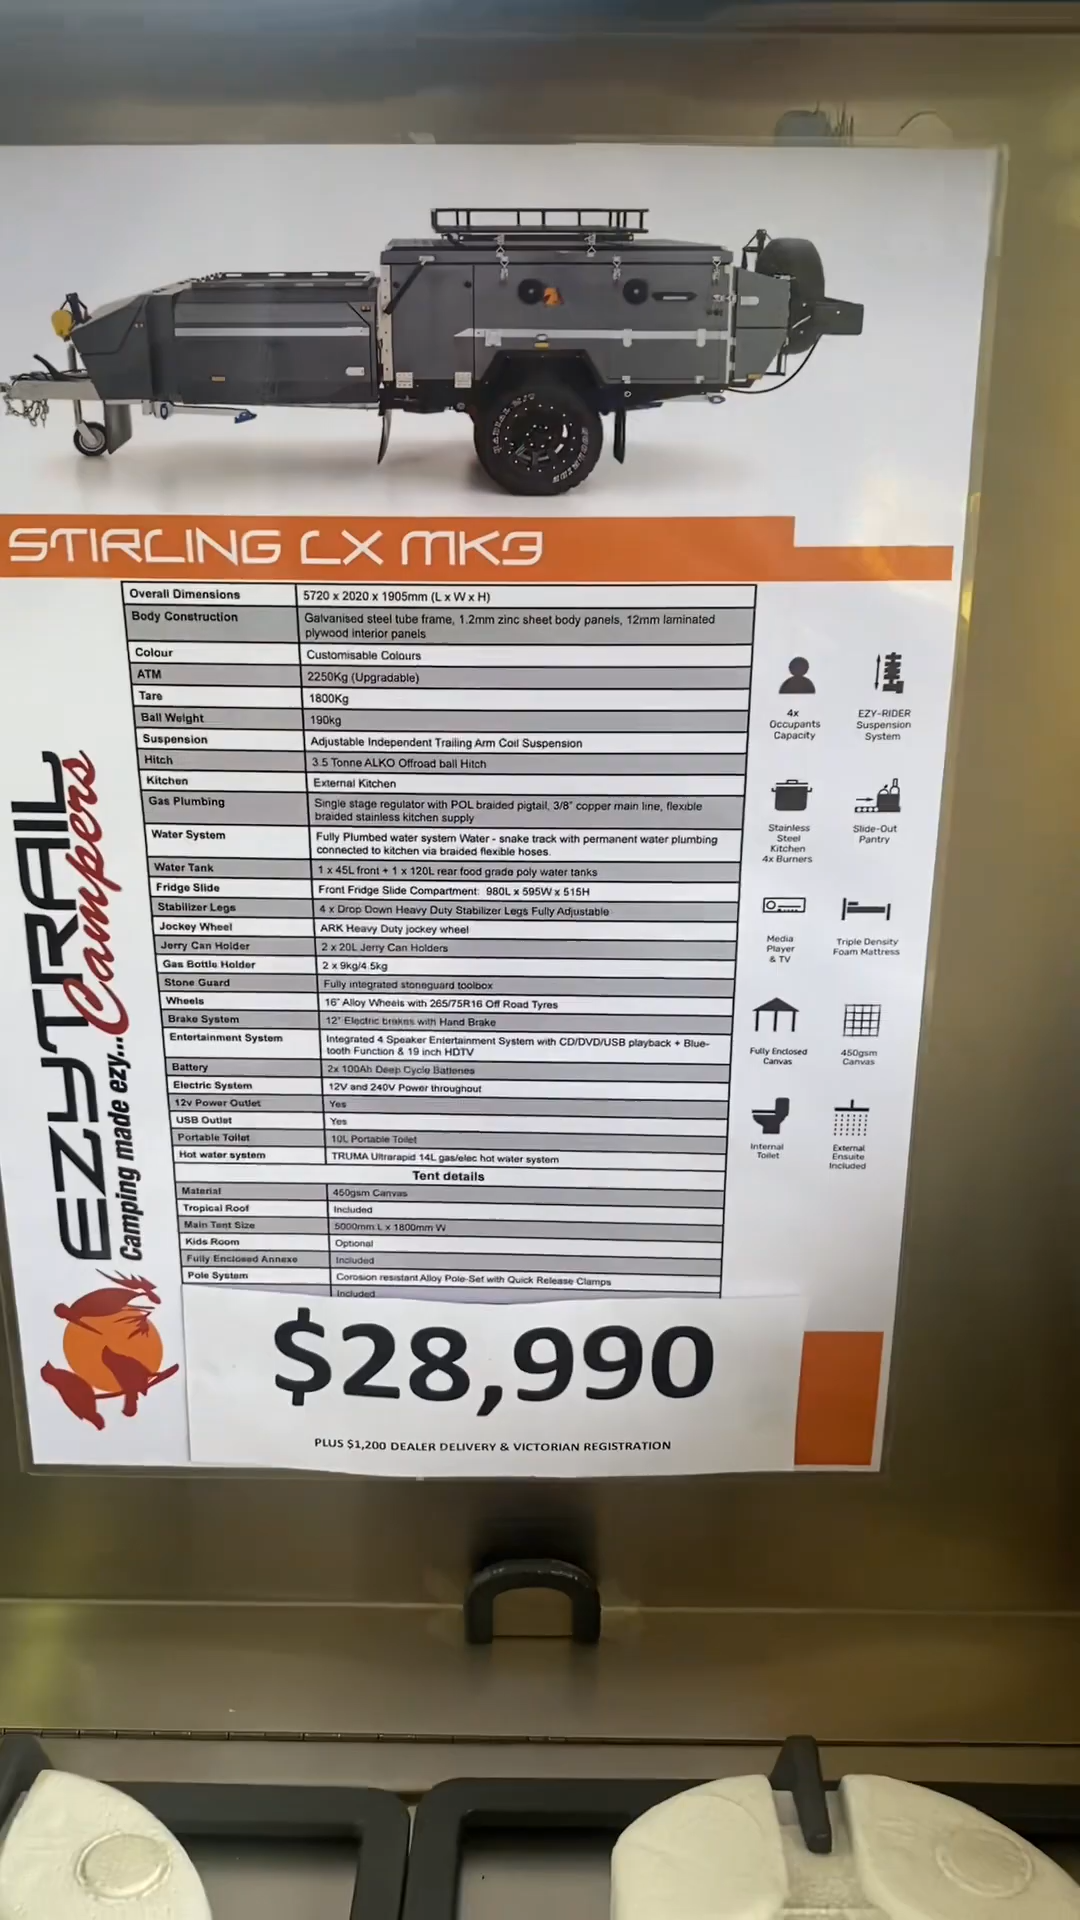 STIRLING LX MK3
Overall Dimensions 5720 x 2020 x 1905mm (L x W x H)
Body Construction Galvanised steel tube frame, 1.2mm zinc sheet body panels, 12mm laminated
plywood interior panels
Colour Customisable Colours
ATM 2250Kg (Upgradable)
Tare 1800Kg
Ball Weight 190kg
Suspension Adjustable Independent Trailing Arm Coil Suspension
Hitch 3.5 Tonne ALKO Offroad ball Hitch
Kitchen External Kitchen
Gas Plumbing Single stage regulator with POL braided pigtail, 3/8" copper main line, flexible
braided stainless kitchen supply
Water System Fully Plumbed water system Water - snake track with permanent water plumbing
connected to kitchen via braided flexible hoses.
Water Tank 1 x 45L front + 1 x 120L rear food grade poly water tanks
Fridge Slide Front Fridge Slide Compartment: 980L x 595W x 515H
Stabilizer Legs 4 x Drop Down Heavy Duty Stabilizer Legs Fully Adjustable
Jockey Wheel ARK Heavy Duty jockey wheel
Jerry Can Holder 2 x 20L Jerry Can Holders
Gas Bottle Holder 2 x 9kg/4.5kg
Stone Guard Fully integrated stoneguard toolbox
Wheels 16" Alloy Wheels with 265/75R16 Off Road Tyres
Brake System 12" Electric brakes with Hand Brake
Entertainment System Integrated 4 Speaker Entertainment System with CD/DVD/USB playback + Blue-
tooth Function & 19 inch HDTV
Battery 2x 100Ah Deep Cycle Batteries
Electric System 12V and 240V Power throughout
12v Power Outlet Yes
USB Outlet Yes
Portable Toilet 10L Portable Toilet
Hot water system TRUMA Ultrarapid 14L gas/elec hot water system
Tent details
Material 450gsm Canvas
Tropical Roof Included
Main Tent Size 5000mm L x 1800mm W
Kids Room Optional
Fully Enclosed Annexe Included
Pole System Corosion resistant Alloy Pole-Set with Quick Release Clamps
Included
4x
Occupants
Capacity
EZY-RIDER
Suspension
System
Stainless
Steel
Kitchen
4x Burners
Slide-Out
Pantry
Media
Player
& TV
Triple Density
Foam Mattress
Fully Enclosed
Canvas
450gsm
Canvas
Internal
Toilet
External
Ensuite
Included
EZYTRAIL
Campers
Camping made ezy...
$28,990
PLUS $1,200 DEALER DELIVERY & VICTORIAN REGISTRATION